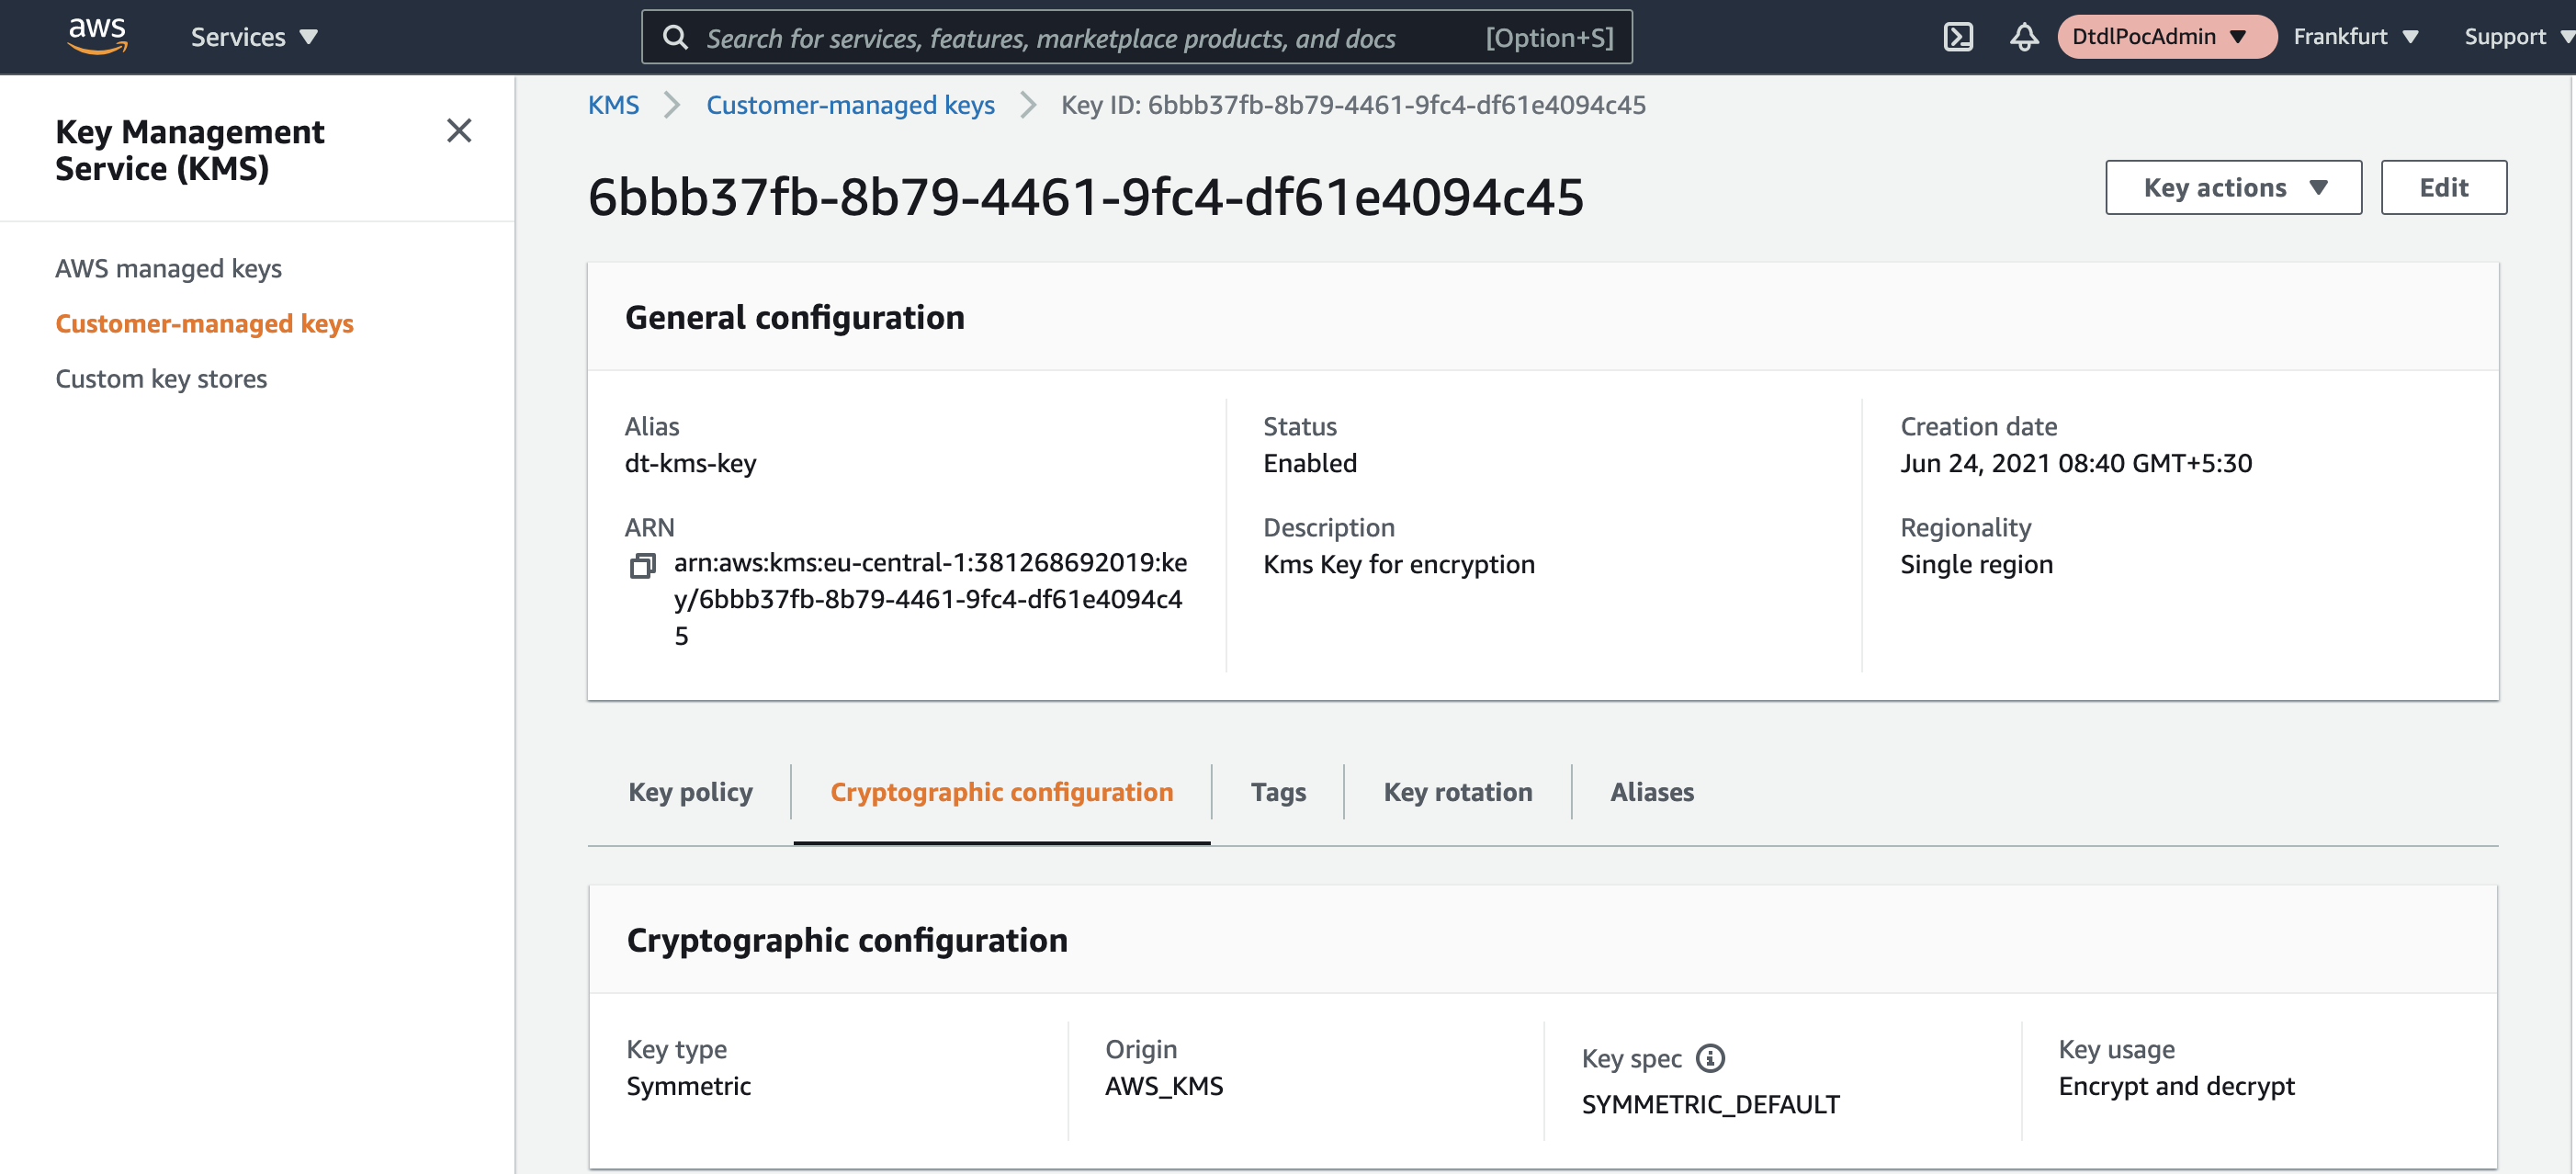 aws
Services
Search for services, features, marketplace products, and docs
[Option+S]
DtdlPocAdmin
Frankfurt
Support
Key Management
Service (KMS)
AWS managed keys
Customer-managed keys
Custom key stores
KMS
Customer-managed keys
Key ID: 6bbb37fb-8b79-4461-9fc4-df61e4094c45
6bbb37fb-8b79-4461-9fc4-df61e4094c45
Key actions
Edit
General configuration
Alias
dt-kms-key
ARN
arn:aws:kms:eu-central-1:381268692019:ke
y/6bbb37fb-8b79-4461-9fc4-df61e4094c4
5
Status
Enabled
Description
Kms Key for encryption
Creation date
Jun 24, 2021 08:40 GMT+5:30
Regionality
Single region
Key policy
Cryptographic configuration
Tags
Key rotation
Aliases
Cryptographic configuration
Key type
Symmetric
Origin
AWS_KMS
Key spec
SYMMETRIC_DEFAULT
Key usage
Encrypt and decrypt